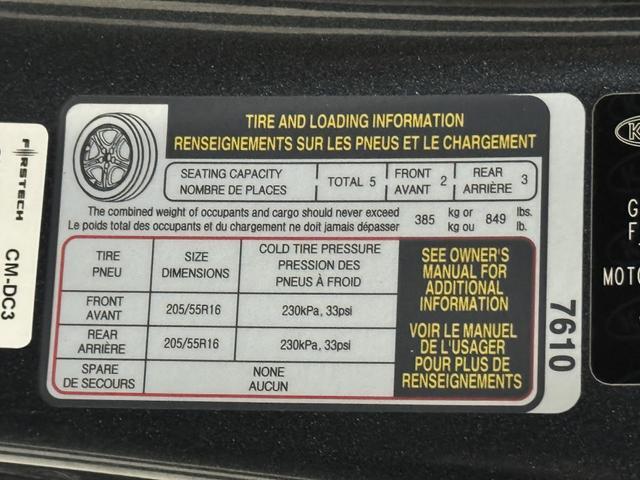 TIRE AND LOADING INFORMATION
RENSEIGNEMENTS SUR LES PNEUS ET LE CHARGEMENT
SEATING CAPACITY
NOMBRE DE PLACES
TOTAL 5
FRONT
AVANT 2
REAR
ARRIÈRE 3
The combined weight of occupants and cargo should never exceed
Le poids total des occupants et du chargement ne doit jamais dépasser
385 kg or 849 lbs.
kg ou lb.
TIRE
PNEU
SIZE
DIMENSIONS
COLD TIRE PRESSURE
PRESSION DES
PNEUS À FROID
FRONT
AVANT
205/55R16
230kPa, 33psi
REAR
ARRIÈRE
205/55R16
230kPa, 33psi
SPARE
DE SECOURS
NONE
AUCUN
SEE OWNER'S
MANUAL FOR
ADDITIONAL
INFORMATION
VOIR LE MANUEL
DE L'USAGER
POUR PLUS DE
RENSEIGNEMENTS
7610
FIRSTECH
CM-DC3